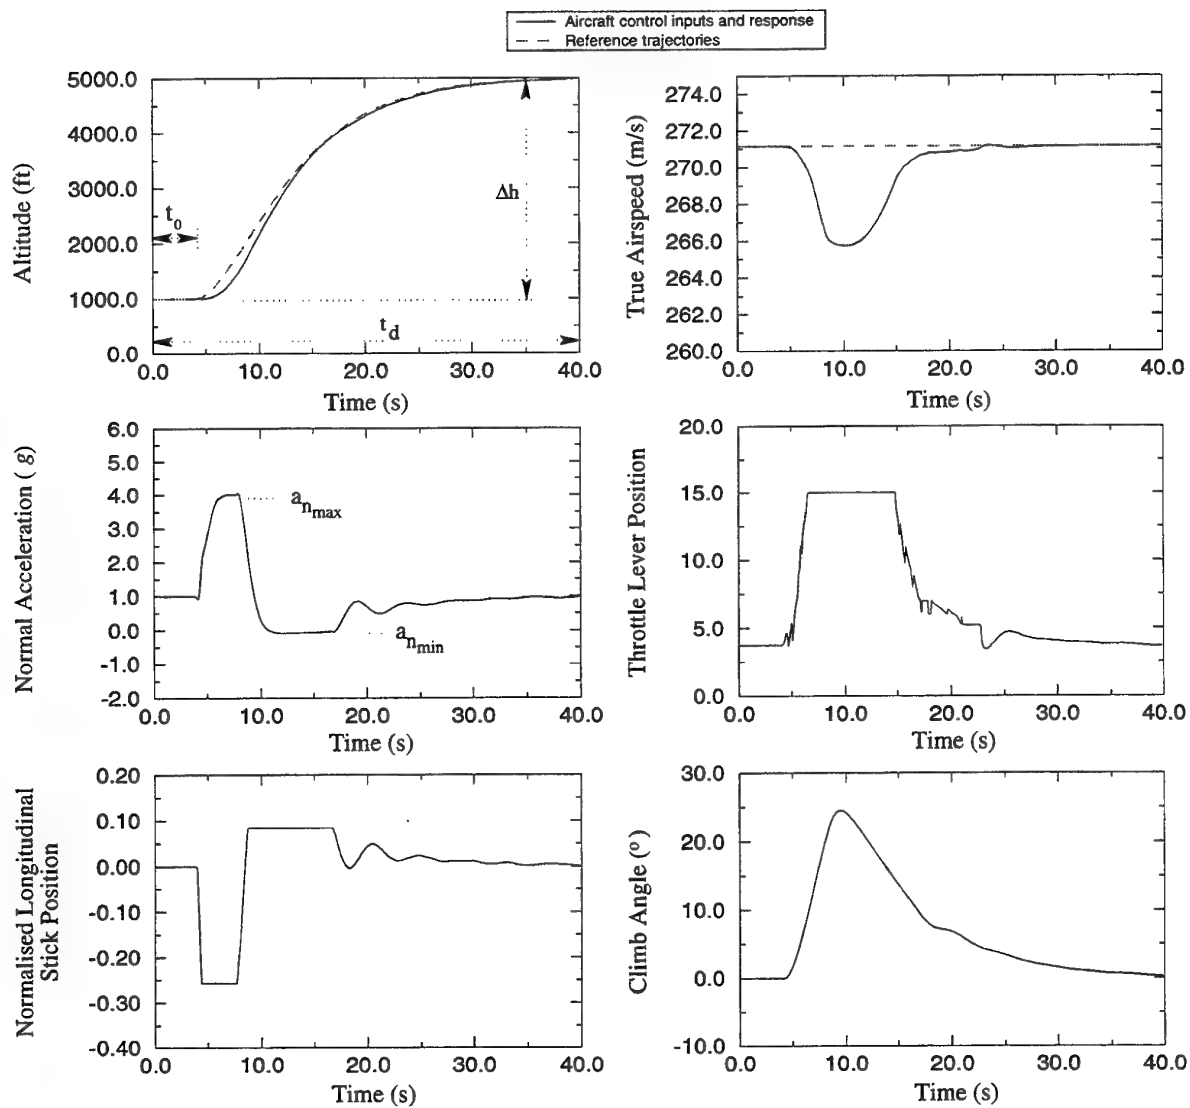 Aircraft control inputs and response
Reference trajectories
Altitude (ft)
5000.0
4000.0
3000.0
2000.0
1000.0
0.0
t_o
Δh
t_d
0.0 10.0 20.0 30.0 40.0
Time (s)
True Airspeed (m/s)
274.0
272.0
270.0
268.0
266.0
264.0
262.0
260.0
0.0 10.0 20.0 30.0 40.0
Time (s)
Normal Acceleration ( g)
6.0
5.0
4.0
3.0
2.0
1.0
0.0
-1.0
-2.0
a_n_max
a_n_min
0.0 10.0 20.0 30.0 40.0
Time (s)
Throttle Lever Position
20.0
15.0
10.0
5.0
0.0
0.0 10.0 20.0 30.0 40.0
Time (s)
Normalised Longitudinal
Stick Position
0.20
0.10
0.00
-0.10
-0.20
-0.30
-0.40
0.0 10.0 20.0 30.0 40.0
Time (s)
Climb Angle (º)
30.0
20.0
10.0
0.0
-10.0
0.0 10.0 20.0 30.0 40.0
Time (s)